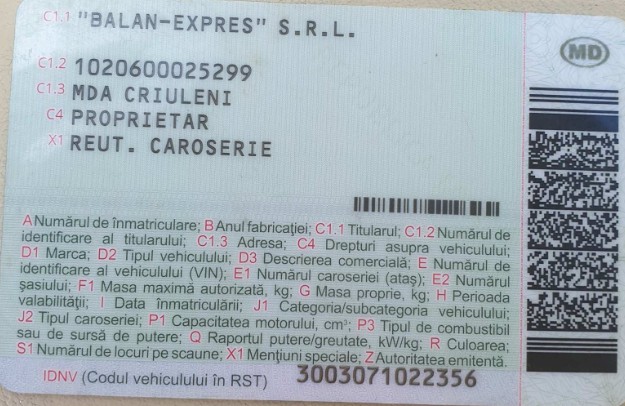 C1.1 "BALAN-EXPRES" S.R.L.
MD
C1.2 1020600025299
C1.3 MDA CRIULENI
C4 PROPRIETAR
X1 REUT. CAROSERIE
A Numărul de înmatriculare; B Anul fabricației; C1.1 Titularul; C1.2 Numărul de
identificare al titularului; C1.3 Adresa; C4 Drepturi asupra vehiculului;
D1 Marca; D2 Tipul vehiculului; D3 Descrierea comercială; E Numărul de
identificare al vehiculului (VIN); E1 Numărul caroseriei (ataș); E2 Numărul
șasiului; F1 Masa maximă autorizată, kg; G Masa proprie, kg; H Perioada
valabilității; I Data înmatriculării; J1 Categoria/subcategoria vehiculului;
J2 Tipul caroseriei; P1 Capacitatea motorului, cm³; P3 Tipul de combustibil
sau de sursă de putere; Q Raportul putere/greutate, kW/kg; R Culoarea;
S1 Numărul de locuri pe scaune; X1 Mențiuni speciale; Z Autoritatea emitentă.
IDNV (Codul vehiculului în RST) 3003071022356